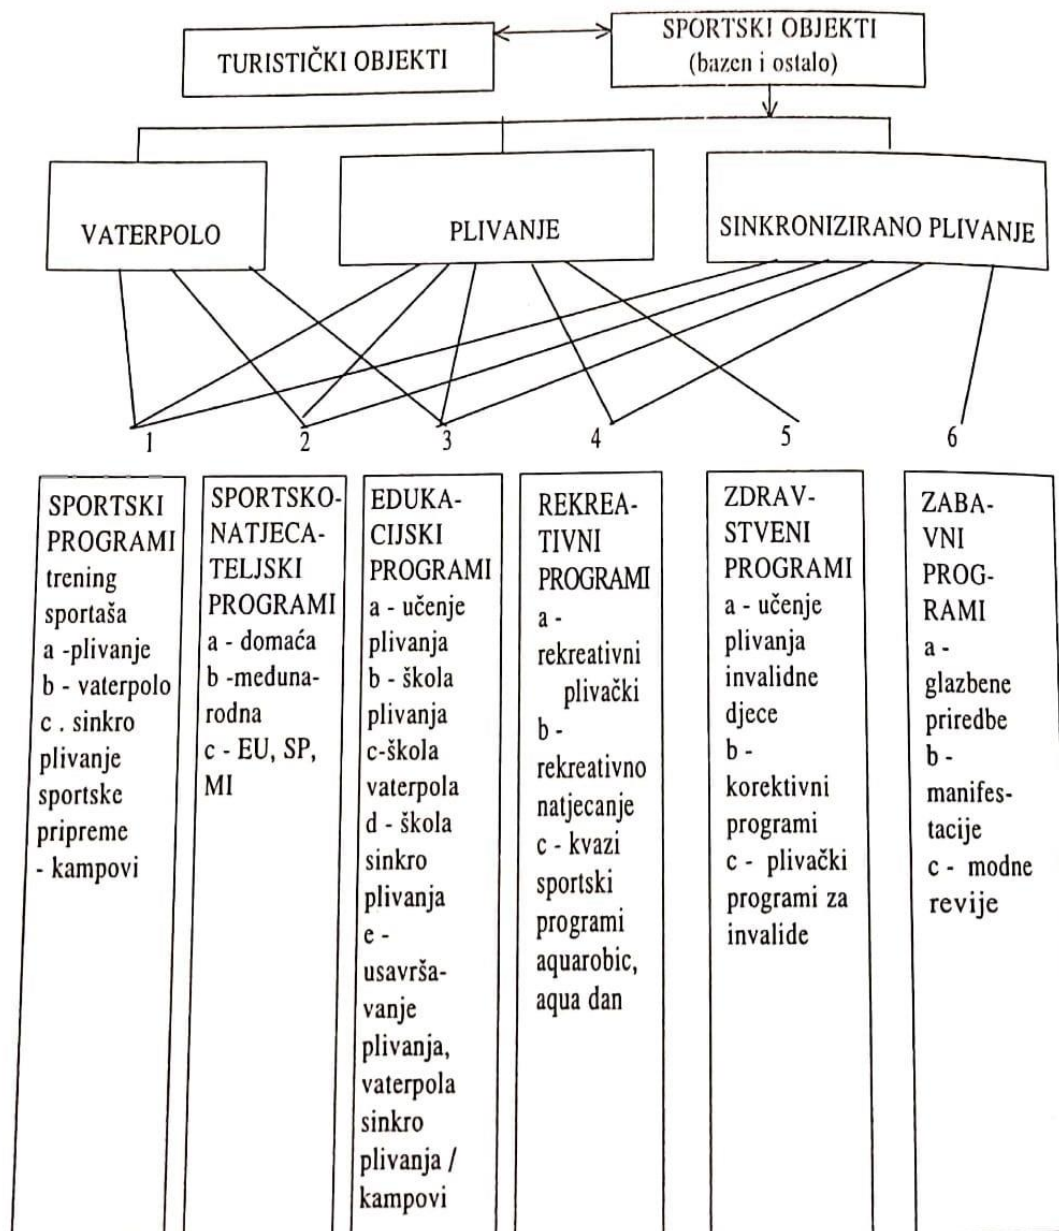 TURISTIČKI OBJEKTI
SPORTSKI OBJEKTI
(bazen i ostalo)
VATERPOLO
PLIVANJE
SINKRONIZIRANO PLIVANJE
1
2
3
4
5
6
SPORTSKI
PROGRAMI
trening
sportaša
a -plivanje
b - vaterpolo
c . sinkro
plivanje
sportske
pripreme
- kampovi
SPORTSKO-
NATJECA-
TELJSKI
PROGRAMI
a - domaća
b -međuna-
rodna
c - EU, SP,
MI
EDUKA-
CIJSKI
PROGRAMI
a - učenje
plivanja
b - škola
plivanja
c-škola
vaterpola
d - škola
sinkro
plivanja
e -
usavrša-
vanje
plivanja,
vaterpola
sinkro
plivanja /
kampovi
REKREA-
TIVNI
PROGRAMI
a -
rekreativni
plivački
b -
rekreativno
natjecanje
c - kvazi
sportski
programi
aquarobic,
aqua dan
ZDRAV-
STVENI
PROGRAMI
a - učenje
plivanja
invalidne
djece
b -
korektivni
programi
c - plivački
programi za
invalide
ZABA-
VNI
PROG-
RAMI
a -
glazbene
priredbe
b -
manifes-
tacije
c - modne
revije